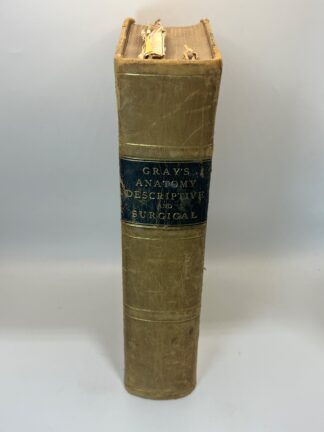 GRAY'S
ANATOMY
DESCRIPTIVE
AND
SURGICAL